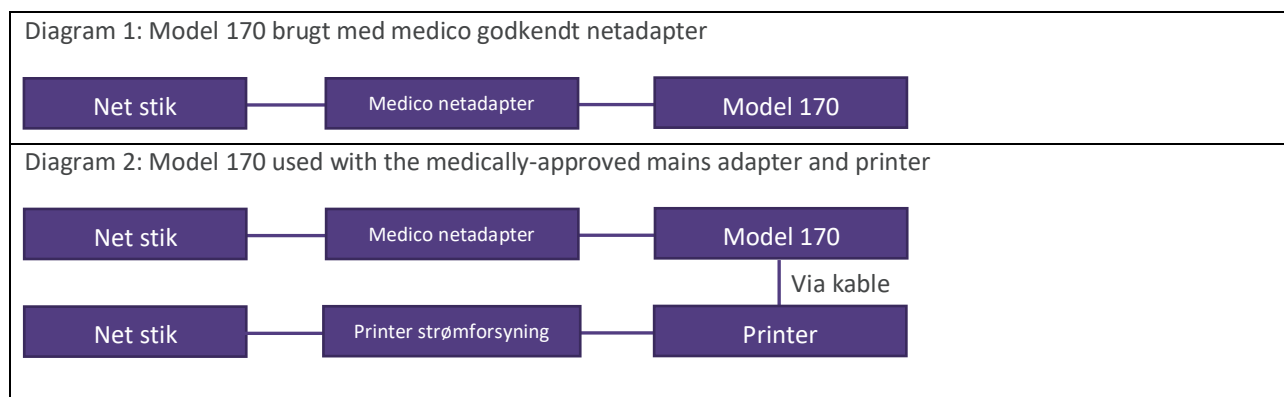 Diagram 1: Model 170 brugt med medico godkendt netadapter
Net stik
Medico netadapter
Model 170
Diagram 2: Model 170 used with the medically-approved mains adapter and printer
Net stik
Medico netadapter
Model 170
Via kable
Net stik
Printer strømforsyning
Printer